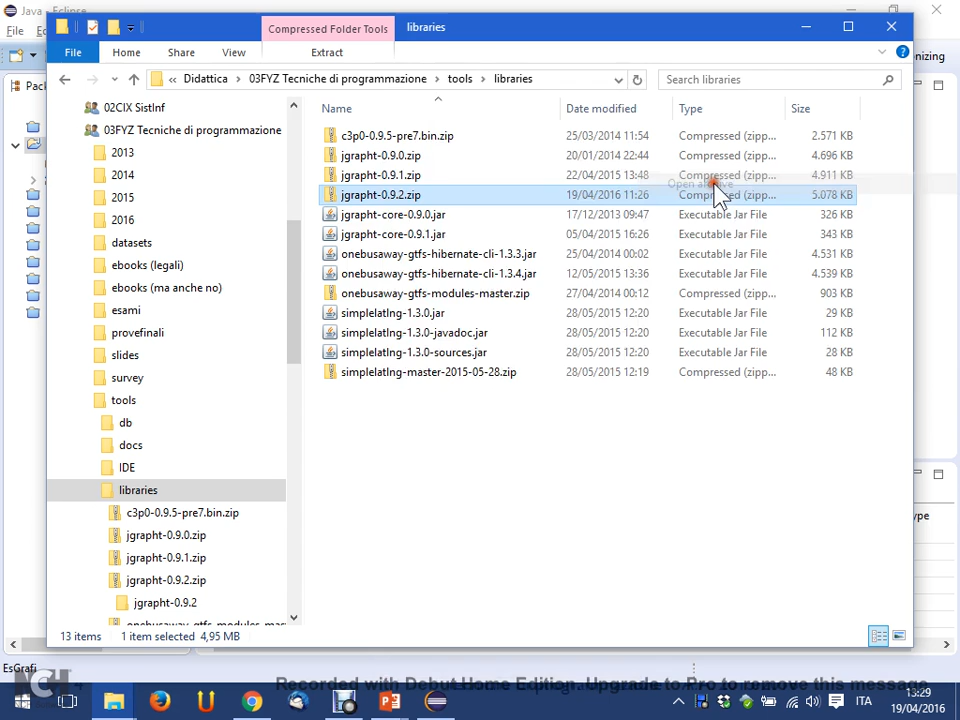 Java - Eclipse
Compressed Folder Tools
libraries
File
Home
Share
View
Extract
« Didattica > 03FYZ Tecniche di programmazione > tools > libraries
Search libraries
Name
Date modified
Type
Size
02CIX SistInf
03FYZ Tecniche di programmazione
2013
2014
2015
2016
datasets
ebooks (legali)
ebooks (ma anche no)
esami
provefinali
slides
survey
tools
db
docs
IDE
libraries
c3p0-0.9.5-pre7.bin.zip
jgrapht-0.9.0.zip
jgrapht-0.9.1.zip
jgrapht-0.9.2.zip
jgrapht-0.9.2
c3p0-0.9.5-pre7.bin.zip 25/03/2014 11:54 Compressed (zipp... 2.571 KB
jgrapht-0.9.0.zip 20/01/2014 22:44 Compressed (zipp... 4.696 KB
jgrapht-0.9.1.zip 22/04/2015 13:48 Compressed (zipp... 4.911 KB
Open archive
jgrapht-0.9.2.zip 19/04/2016 11:26 Compressed (zipp... 5.078 KB
jgrapht-core-0.9.0.jar 17/12/2013 09:47 Executable Jar File 326 KB
jgrapht-core-0.9.1.jar 05/04/2015 16:26 Executable Jar File 343 KB
onebusaway-gtfs-hibernate-cli-1.3.3.jar 25/04/2014 00:02 Executable Jar File 4.531 KB
onebusaway-gtfs-hibernate-cli-1.3.4.jar 12/05/2015 13:36 Executable Jar File 4.539 KB
onebusaway-gtfs-modules-master.zip 27/04/2014 00:12 Compressed (zipp... 903 KB
simplelatlng-1.3.0.jar 28/05/2015 12:20 Executable Jar File 29 KB
simplelatlng-1.3.0-javadoc.jar 28/05/2015 12:20 Executable Jar File 112 KB
simplelatlng-1.3.0-sources.jar 28/05/2015 12:20 Executable Jar File 28 KB
simplelatlng-master-2015-05-28.zip 28/05/2015 12:19 Compressed (zipp... 48 KB
13 items 1 item selected 4,95 MB
EsGrafi
Recorded with Debut Home Edition. Upgrade to Pro to remove this message
NCH
ITA
13:29
19/04/2016